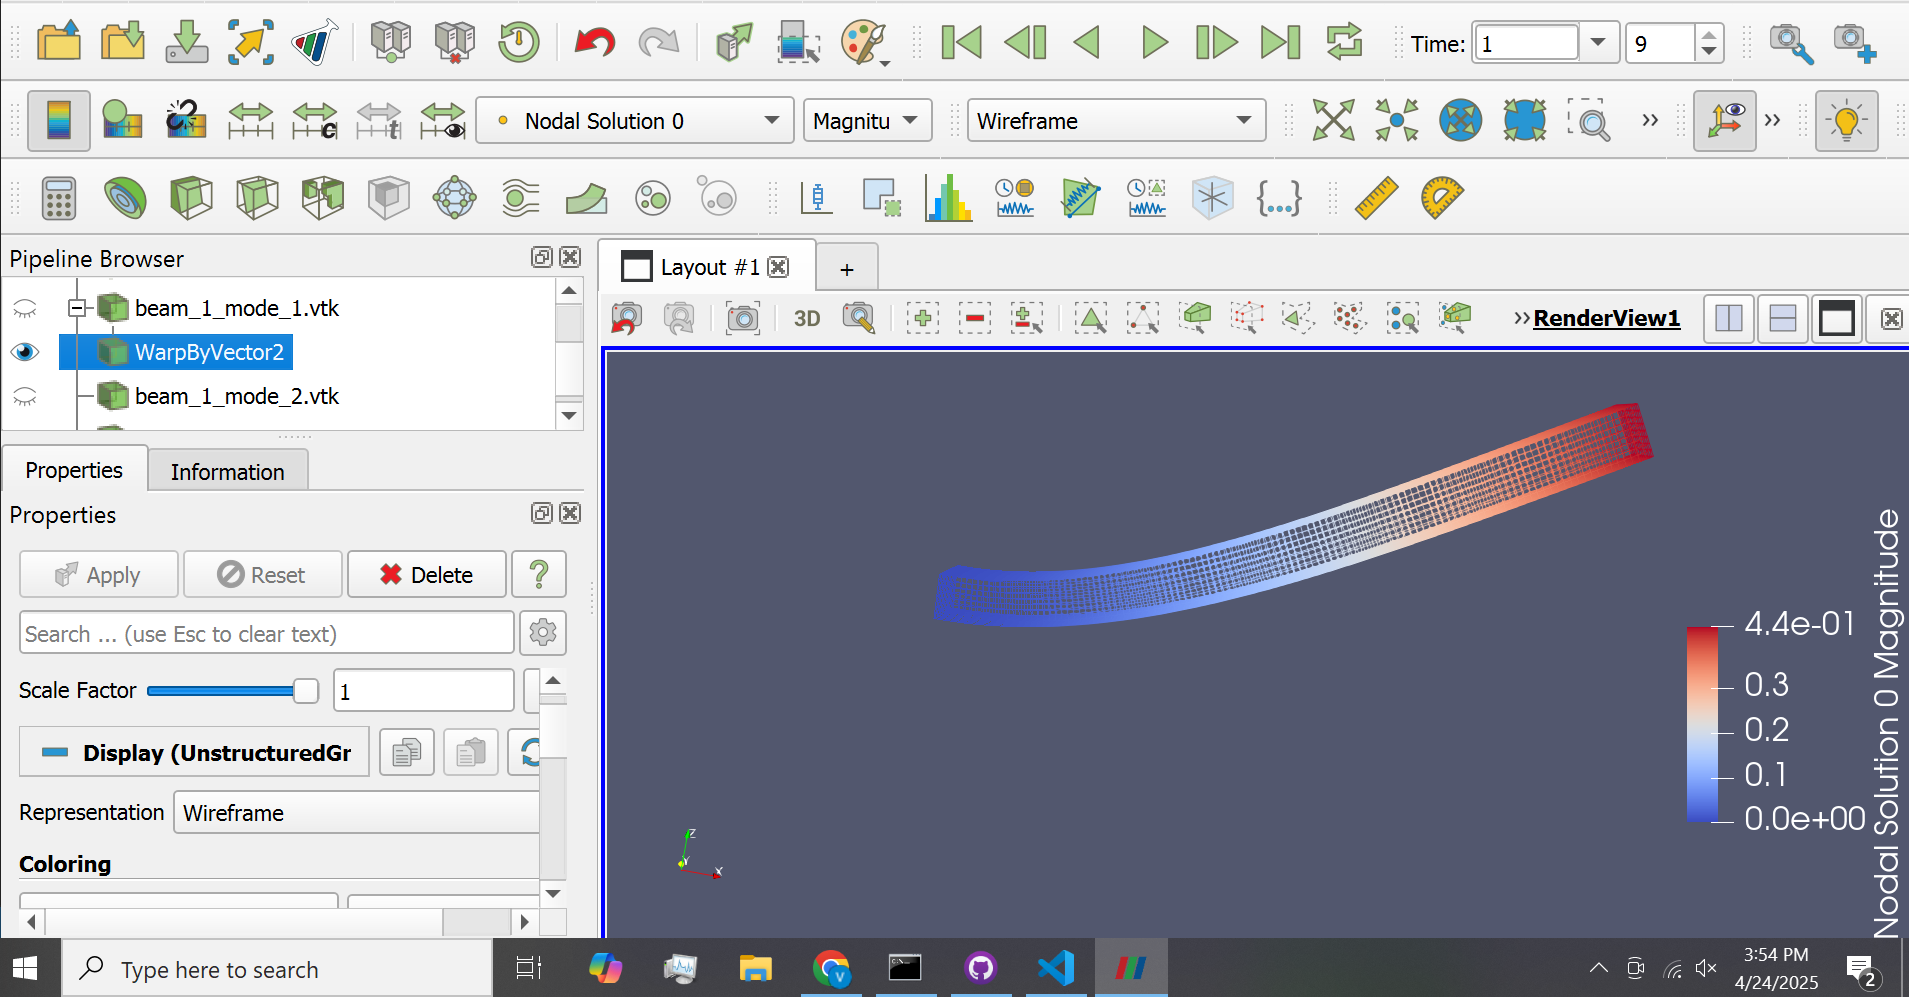 Time: 1 9
Nodal Solution 0 Magnitu Wireframe »» »»
c t
Pipeline Browser
Layout #1 +
beam_1_mode_1.vtk
WarpByVector2
beam_1_mode_2.vtk
3D »RenderView1
Properties Information
Properties
Apply Reset Delete ?
Search ... (use Esc to clear text)
Scale Factor 1
Display (UnstructuredGr
Representation Wireframe
Coloring
Z
Y
X
4.4e-01
0.3
0.2
0.1
0.0e+00
Nodal Solution 0 Magnitude
Type here to search
V
C:\
3:54 PM
4/24/2025
2